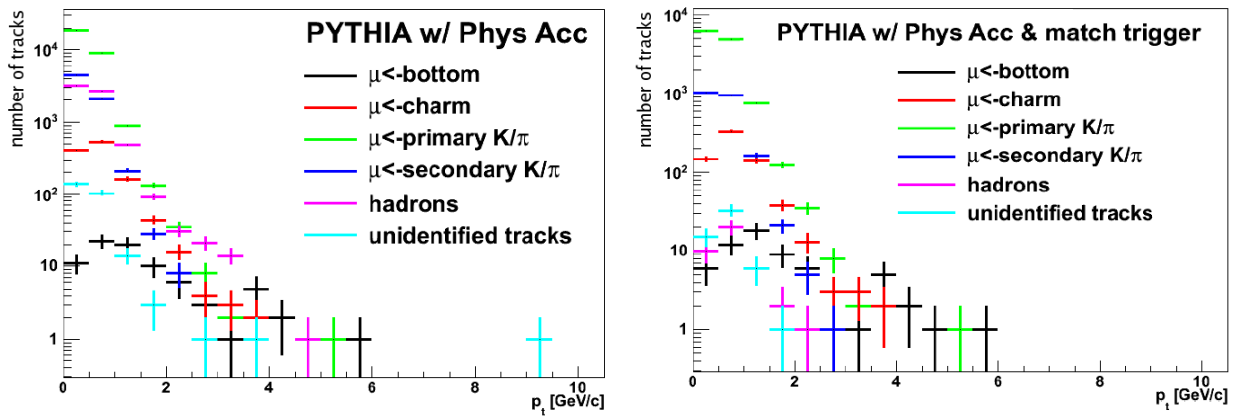 number of tracks
PYTHIA w/ Phys Acc
μ<-bottom
μ<-charm
μ<-primary K/π
μ<-secondary K/π
hadrons
unidentified tracks
10⁴
10³
10²
10
1
0 2 4 6 8 10
pₜ [GeV/c]
number of tracks
PYTHIA w/ Phys Acc & match trigger
μ<-bottom
μ<-charm
μ<-primary K/π
μ<-secondary K/π
hadrons
unidentified tracks
10⁴
10³
10²
10
1
0 2 4 6 8 10
pₜ [GeV/c]